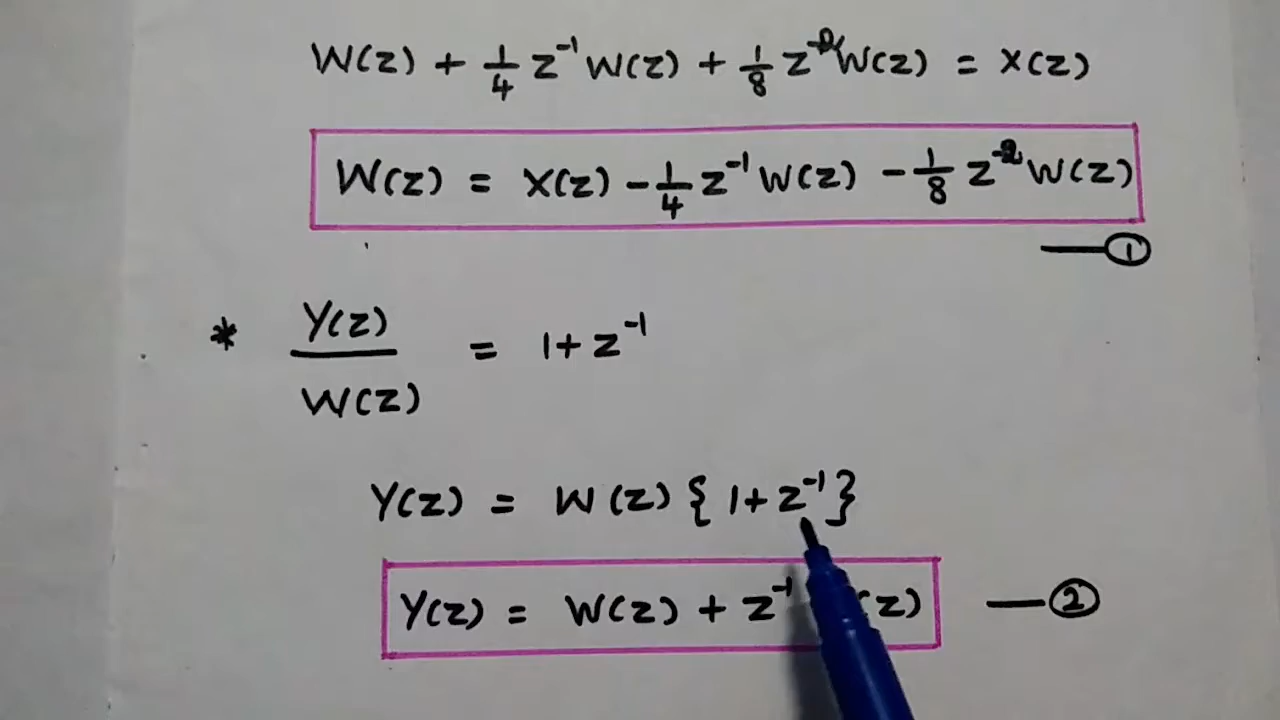 W(z) + 1/4 z⁻¹ W(z) + 1/8 z⁻² W(z) = X(z)
W(z) = X(z) - 1/4 z⁻¹ W(z) - 1/8 z⁻² W(z)
—①
* Y(z)/W(z) = 1 + z⁻¹
Y(z) = W(z) { 1 + z⁻¹ }
Y(z) = W(z) + z⁻¹ (z) —②